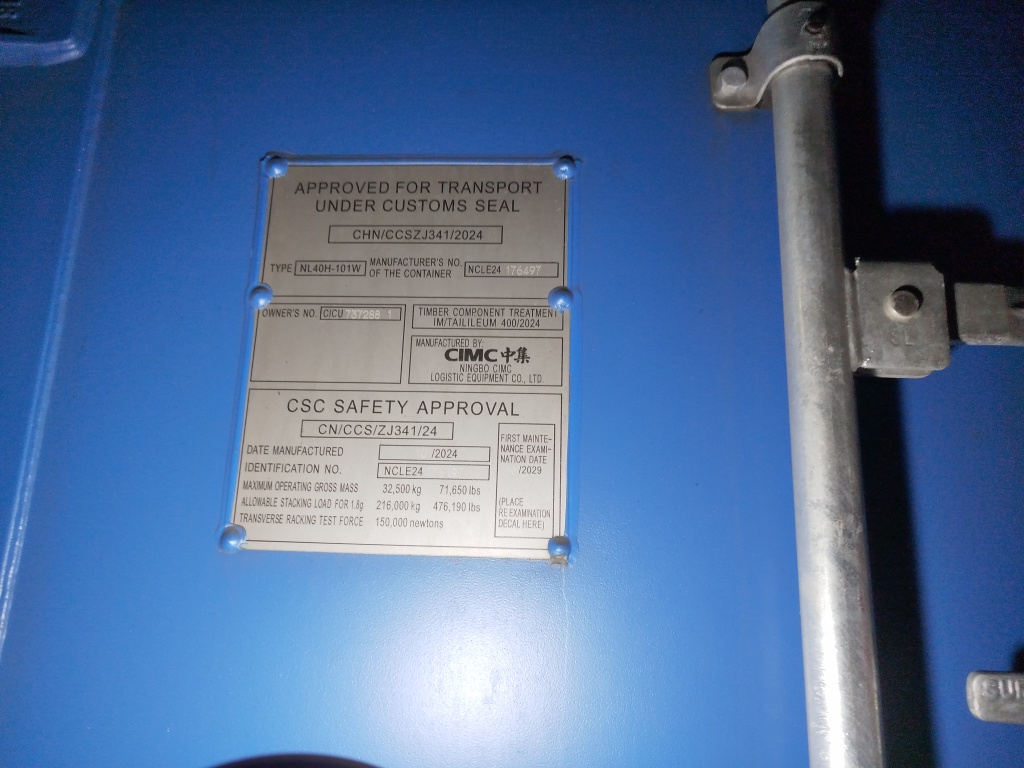 APPROVED FOR TRANSPORT
UNDER CUSTOMS SEAL
CHN/CCSZJ341/2024
TYPE NL40H-101W MANUFACTURER'S NO. OF THE CONTAINER NCLE24 176497
OWNER'S NO. CICU 737288 1
TIMBER COMPONENT TREATMENT
IM/TAILILEUM 400/2024
MANUFACTURED BY:
CIMC 中集
NINGBO CIMC
LOGISTIC EQUIPMENT CO., LTD.
CSC SAFETY APPROVAL
CN/CCS/ZJ341/24
DATE MANUFACTURED /2024
IDENTIFICATION NO. NCLE24
MAXIMUM OPERATING GROSS MASS 32,500 kg 71,650 lbs
ALLOWABLE STACKING LOAD FOR 1.8g 216,000 kg 476,190 lbs
TRANSVERSE RACKING TEST FORCE 150,000 newtons
FIRST MAINTE-
NANCE EXAMI-
NATION DATE
/2029
(PLACE
RE EXAMINATION
DECAL HERE)